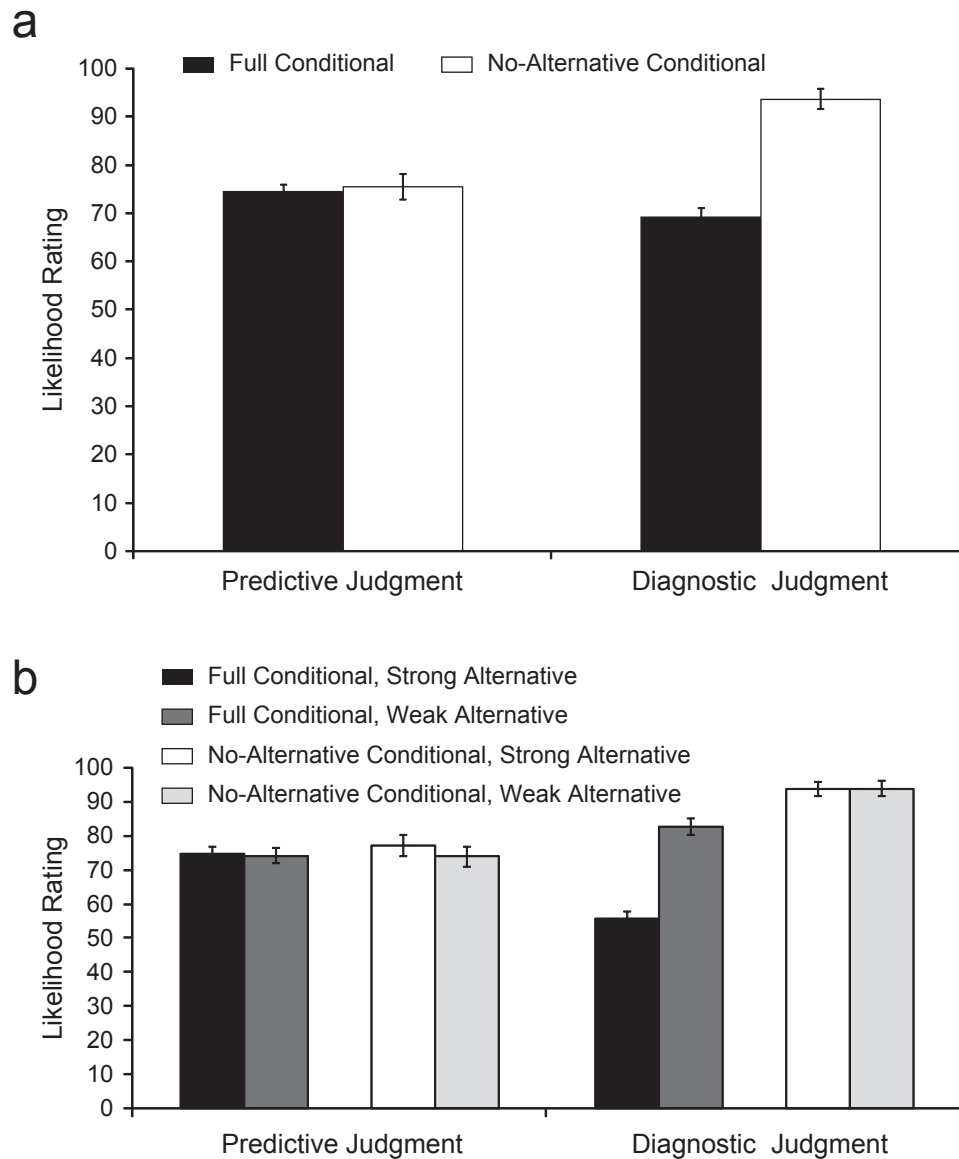 a
Full Conditional
No-Alternative Conditional
100
90
80
70
60
50
40
30
20
10
0
Likelihood Rating
Predictive Judgment
Diagnostic Judgment
b
Full Conditional, Strong Alternative
Full Conditional, Weak Alternative
No-Alternative Conditional, Strong Alternative
No-Alternative Conditional, Weak Alternative
100
90
80
70
60
50
40
30
20
10
0
Likelihood Rating
Predictive Judgment
Diagnostic Judgment